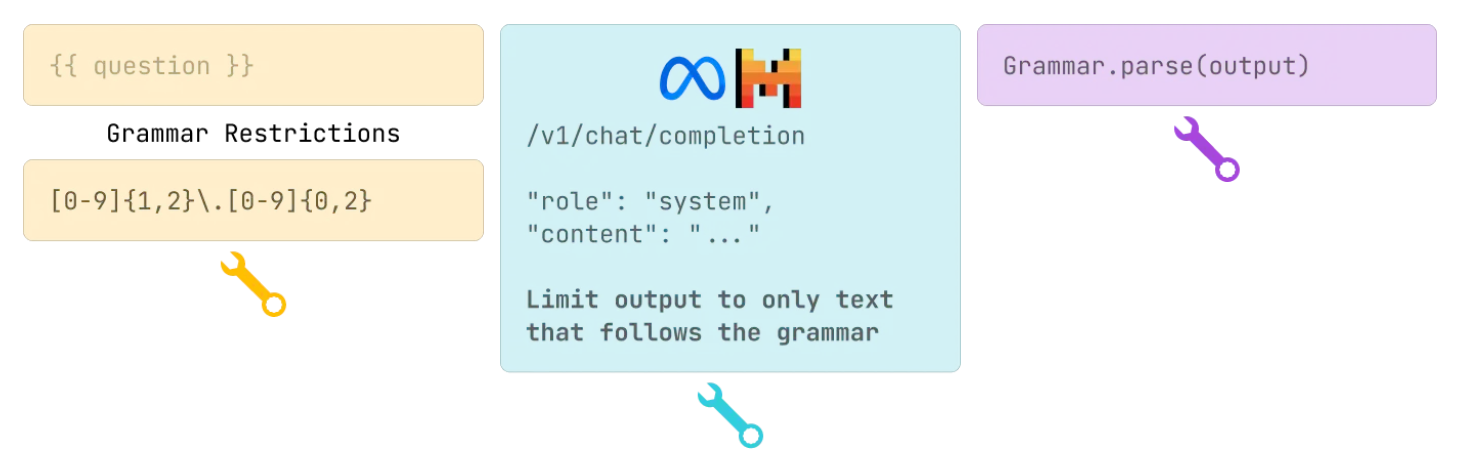 {{ question }}
Grammar Restrictions
[0-9]{1,2}\.[0-9]{0,2}
/v1/chat/completion
"role": "system",
"content": "..."
Limit output to only text
that follows the grammar
Grammar.parse(output)